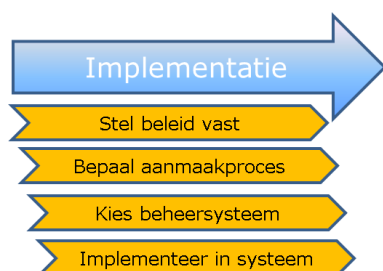 Implementatie
Stel beleid vast
Bepaal aanmaakproces
Kies beheersysteem
Implementeer in systeem